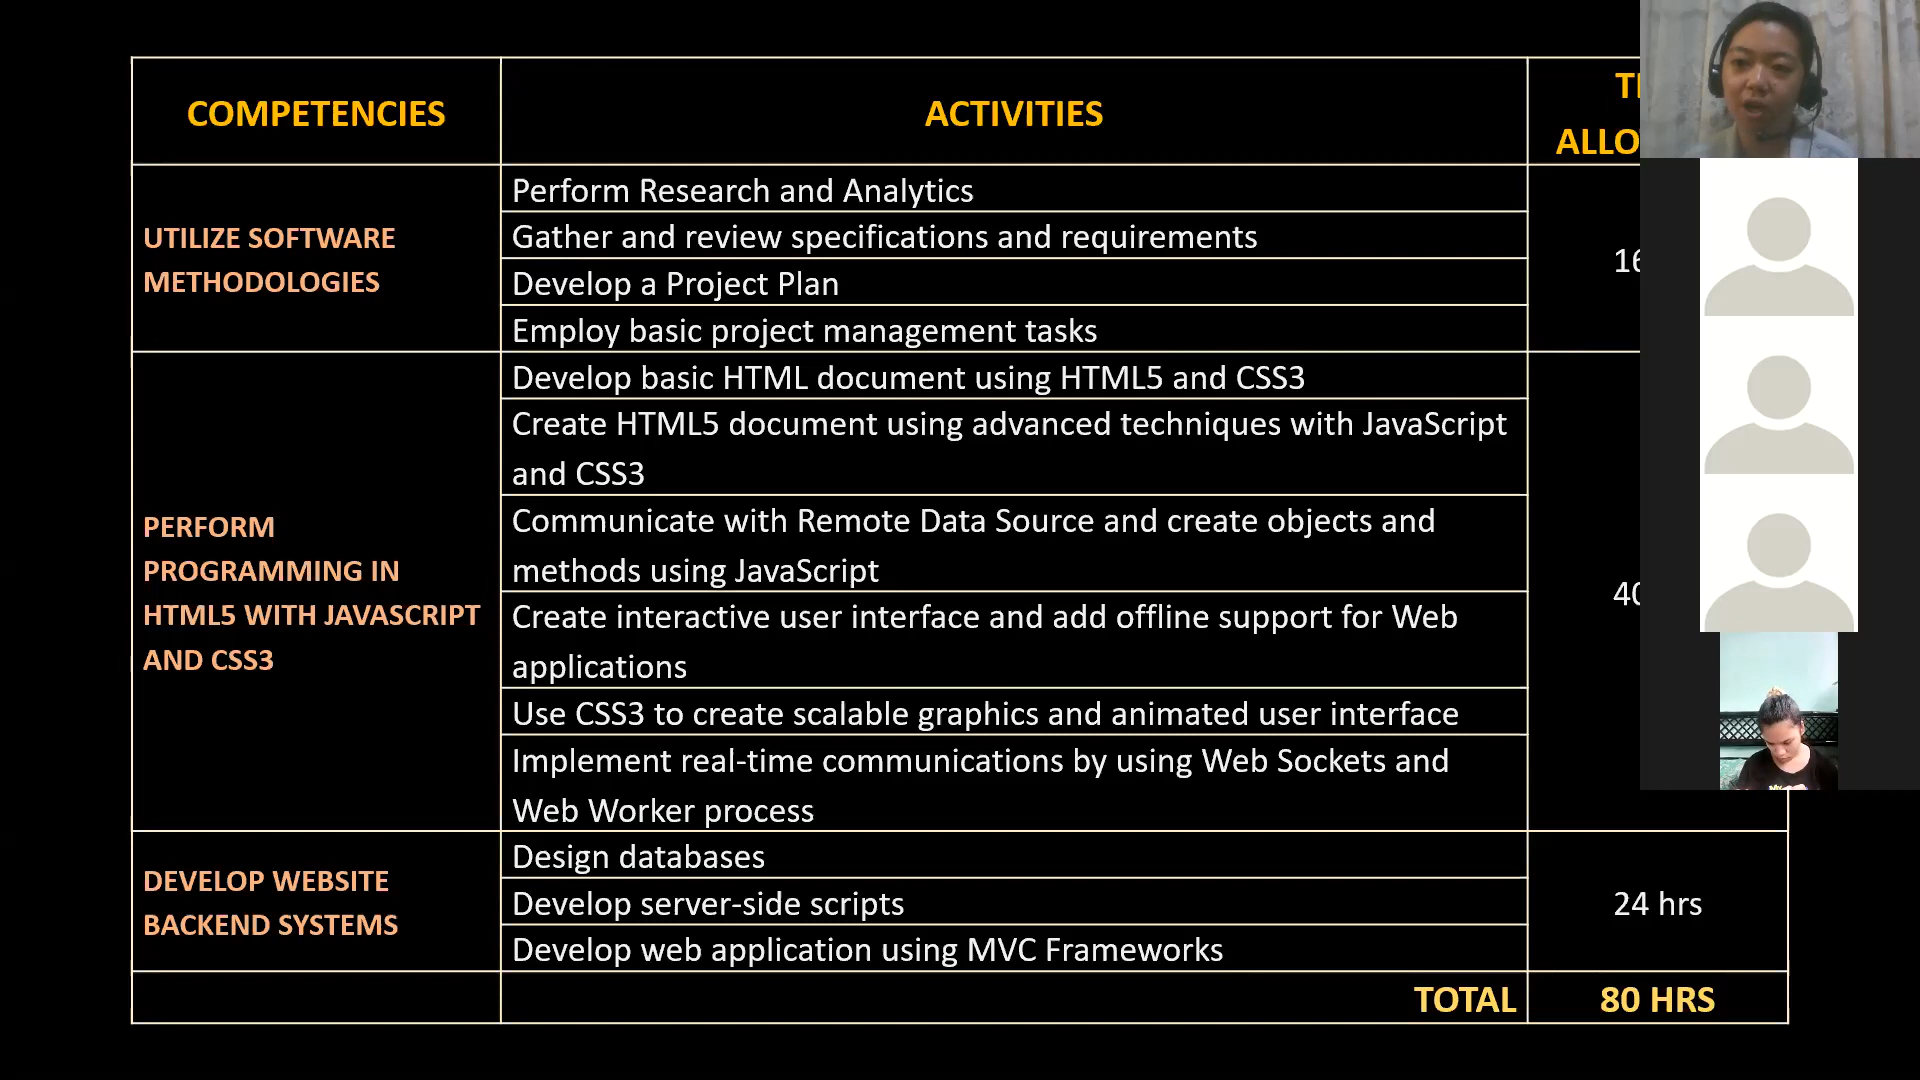 COMPETENCIES
ACTIVITIES
ALLO
UTILIZE SOFTWARE
METHODOLOGIES
Perform Research and Analytics
Gather and review specifications and requirements
Develop a Project Plan
Employ basic project management tasks
16
PERFORM
PROGRAMMING IN
HTML5 WITH JAVASCRIPT
AND CSS3
Develop basic HTML document using HTML5 and CSS3
Create HTML5 document using advanced techniques with JavaScript
and CSS3
Communicate with Remote Data Source and create objects and
methods using JavaScript
Create interactive user interface and add offline support for Web
applications
Use CSS3 to create scalable graphics and animated user interface
Implement real-time communications by using Web Sockets and
Web Worker process
40
DEVELOP WEBSITE
BACKEND SYSTEMS
Design databases
Develop server-side scripts
Develop web application using MVC Frameworks
24 hrs
TOTAL
80 HRS